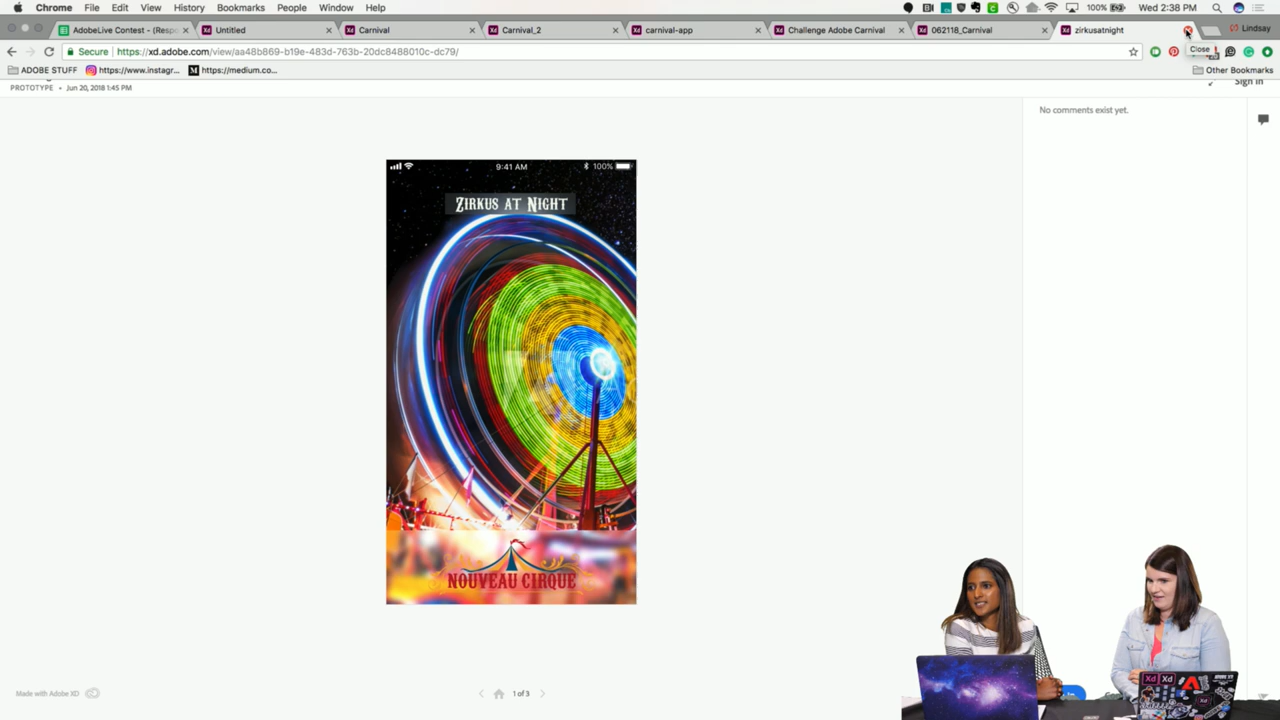 Chrome File Edit View History Bookmarks People Window Help
100% Wed 2:38 PM
AdobeLive Contest - (Respo
Untitled
Carnival
Carnival_2
carnival-app
Challenge Adobe Carnival
062118_Carnival
zirkusatnight
Lindsay
Secure https://xd.adobe.com/view/aa48b869-b19e-483d-763b-20dc8488010c-dc79/
Close
ADOBE STUFF https://www.instagr... https://medium.co...
Other Bookmarks
PROTOTYPE • Jun 20, 2018 1:45 PM
Sign in
No comments exist yet.
9:41 AM 100%
ZIRKUS AT NIGHT
NOUVEAU CIRQUE
Made with Adobe XD
1 of 3
Xd Xd